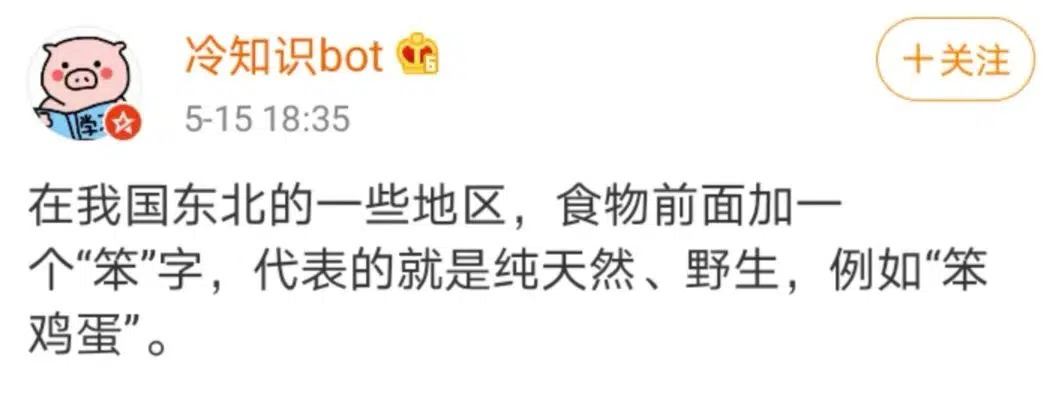 冷知识bot
+关注
5-15 18:35
在我国东北的一些地区，食物前面加一
个“笨”字，代表的就是纯天然、野生，例如“笨
鸡蛋”。